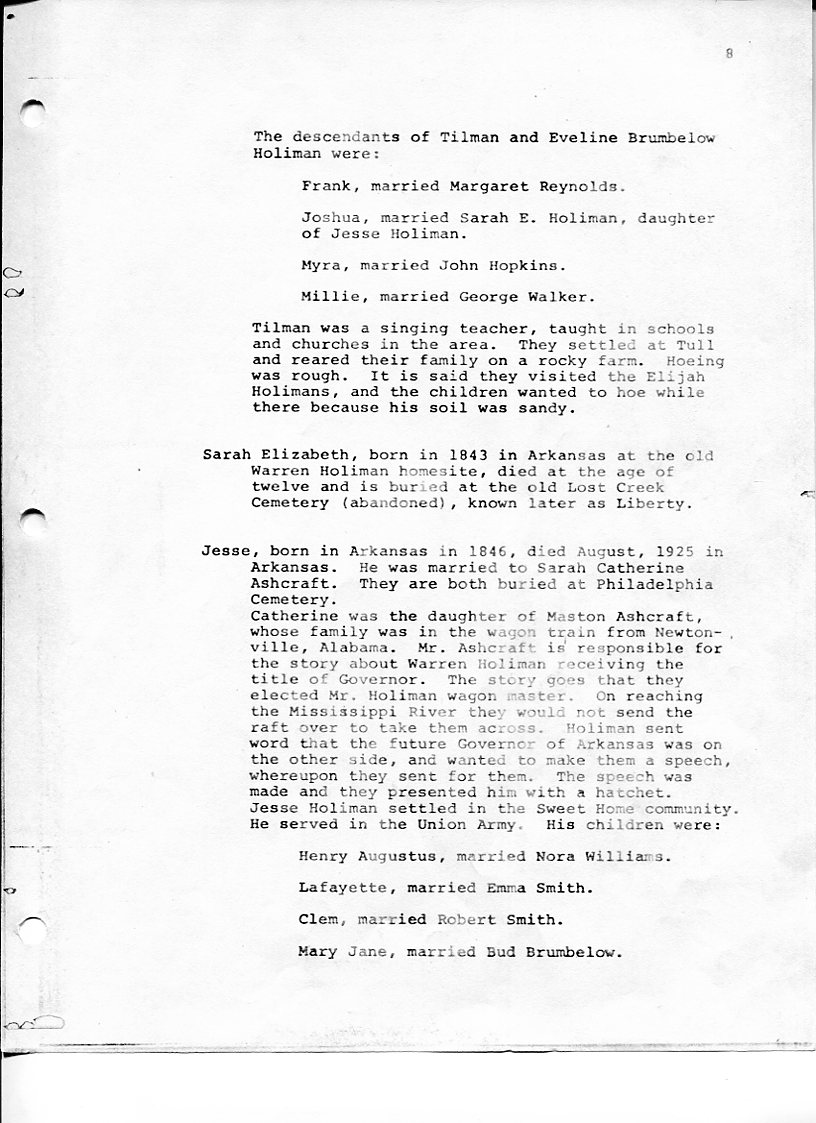 8
The descendants of Tilman and Eveline Brumbelow
Holiman were:
Frank, married Margaret Reynolds.
Joshua, married Sarah E. Holiman, daughter
of Jesse Holiman.
Myra, married John Hopkins.
Millie, married George Walker.
Tilman was a singing teacher, taught in schools
and churches in the area. They settled at Tull
and reared their family on a rocky farm. Hoeing
was rough. It is said they visited the Elijah
Holimans, and the children wanted to hoe while
there because his soil was sandy.
Sarah Elizabeth, born in 1843 in Arkansas at the old
Warren Holiman homesite, died at the age of
twelve and is buried at the old Lost Creek
Cemetery (abandoned), known later as Liberty.
Jesse, born in Arkansas in 1846, died August, 1925 in
Arkansas. He was married to Sarah Catherine
Ashcraft. They are both buried at Philadelphia
Cemetery.
Catherine was the daughter of Maston Ashcraft,
whose family was in the wagon train from Newton-
ville, Alabama. Mr. Ashcraft is responsible for
the story about Warren Holiman receiving the
title of Governor. The story goes that they
elected Mr. Holiman wagon master. On reaching
the Mississippi River they would not send the
raft over to take them across. Holiman sent
word that the future Governor of Arkansas was on
the other side, and wanted to make them a speech,
whereupon they sent for them. The speech was
made and they presented him with a hatchet.
Jesse Holiman settled in the Sweet Home community.
He served in the Union Army. His children were:
Henry Augustus, married Nora Williams.
Lafayette, married Emma Smith.
Clem, married Robert Smith.
Mary Jane, married Bud Brumbelow.